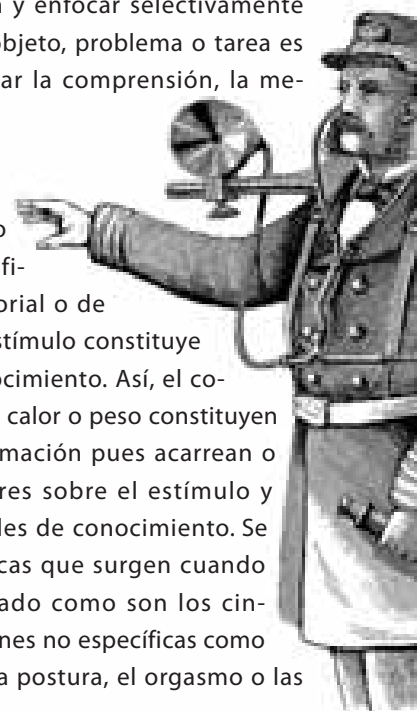 y enfocar selectivamente
objeto, problema o tarea es
ar la comprensión, la me-
fi-
orial o de
stímulo constituye
ocimiento. Así, el co-
calor o peso constituyen
mación pues acarrean o
res sobre el estímulo y
les de conocimiento. Se
cas que surgen cuando
ado como son los cin-
nes no específicas como
a postura, el orgasmo o las